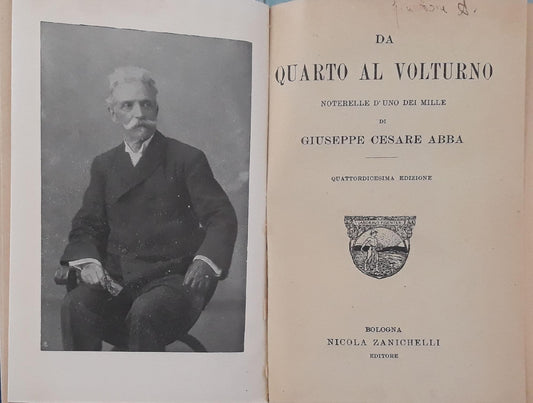 DA
QUARTO AL VOLTURNO
NOTERELLE D'UNO DEI MILLE
DI
GIUSEPPE CESARE ABBA
QUATTORDICESIMA EDIZIONE
BOLOGNA
NICOLA ZANICHELLI
EDITORE